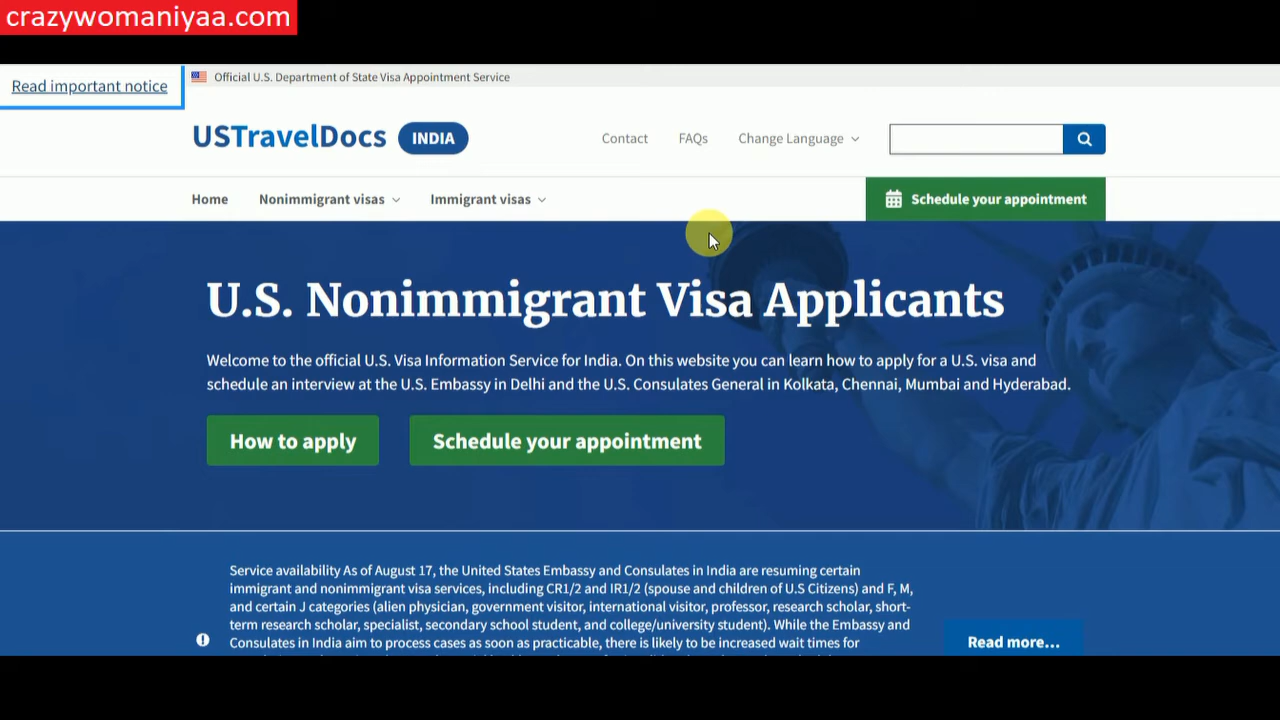 crazywomaniyaa.com
Read important notice
Official U.S. Department of State Visa Appointment Service
USTravelDocs INDIA
Contact FAQs Change Language
Home Nonimmigrant visas Immigrant visas Schedule your appointment
U.S. Nonimmigrant Visa Applicants
Welcome to the official U.S. Visa Information Service for India. On this website you can learn how to apply for a U.S. visa and
schedule an interview at the U.S. Embassy in Delhi and the U.S. Consulates General in Kolkata, Chennai, Mumbai and Hyderabad.
How to apply Schedule your appointment
Service availability As of August 17, the United States Embassy and Consulates in India are resuming certain
immigrant and nonimmigrant visa services, including CR1/2 and IR1/2 (spouse and children of U.S Citizens) and F, M,
and certain J categories (alien physician, government visitor, international visitor, professor, research scholar, short-
term research scholar, specialist, secondary school student, and college/university student). While the Embassy and
Consulates in India aim to process cases as soon as practicable, there is likely to be increased wait times for
Read more...